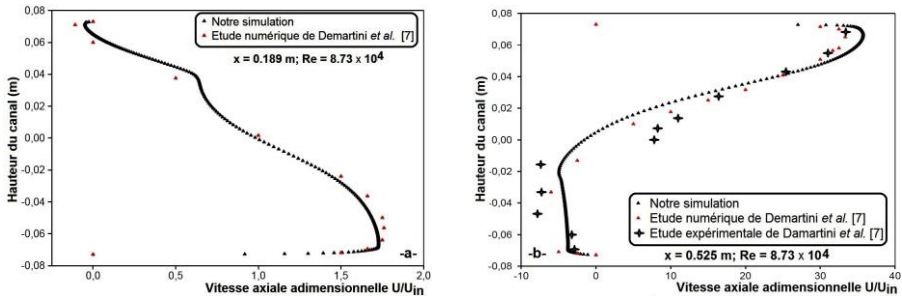 0,08
0,06
0,04
0,02
0,00
-0,02
-0,04
-0,06
-0,08
Hauteur du canal (m)
Notre simulation
Etude numérique de Demartini et al. [7]
x = 0.189 m; Re = 8.73 x 10⁴
-a-
0,0
0,5
1,0
1,5
2,0
Vitesse axiale adimensionnelle U/Uin
0,08
0,06
0,04
0,02
0,00
-0,02
-0,04
-0,06
-0,08
Hauteur du canal (m)
Notre simulation
Etude numérique de Demartini et al. [7]
Etude expérimentale de Damartini et al. [7]
-b-
x = 0.525 m; Re = 8.73 x 10⁴
-10
0
10
20
30
40
Vitesse axiale adimensionnelle U/Uin